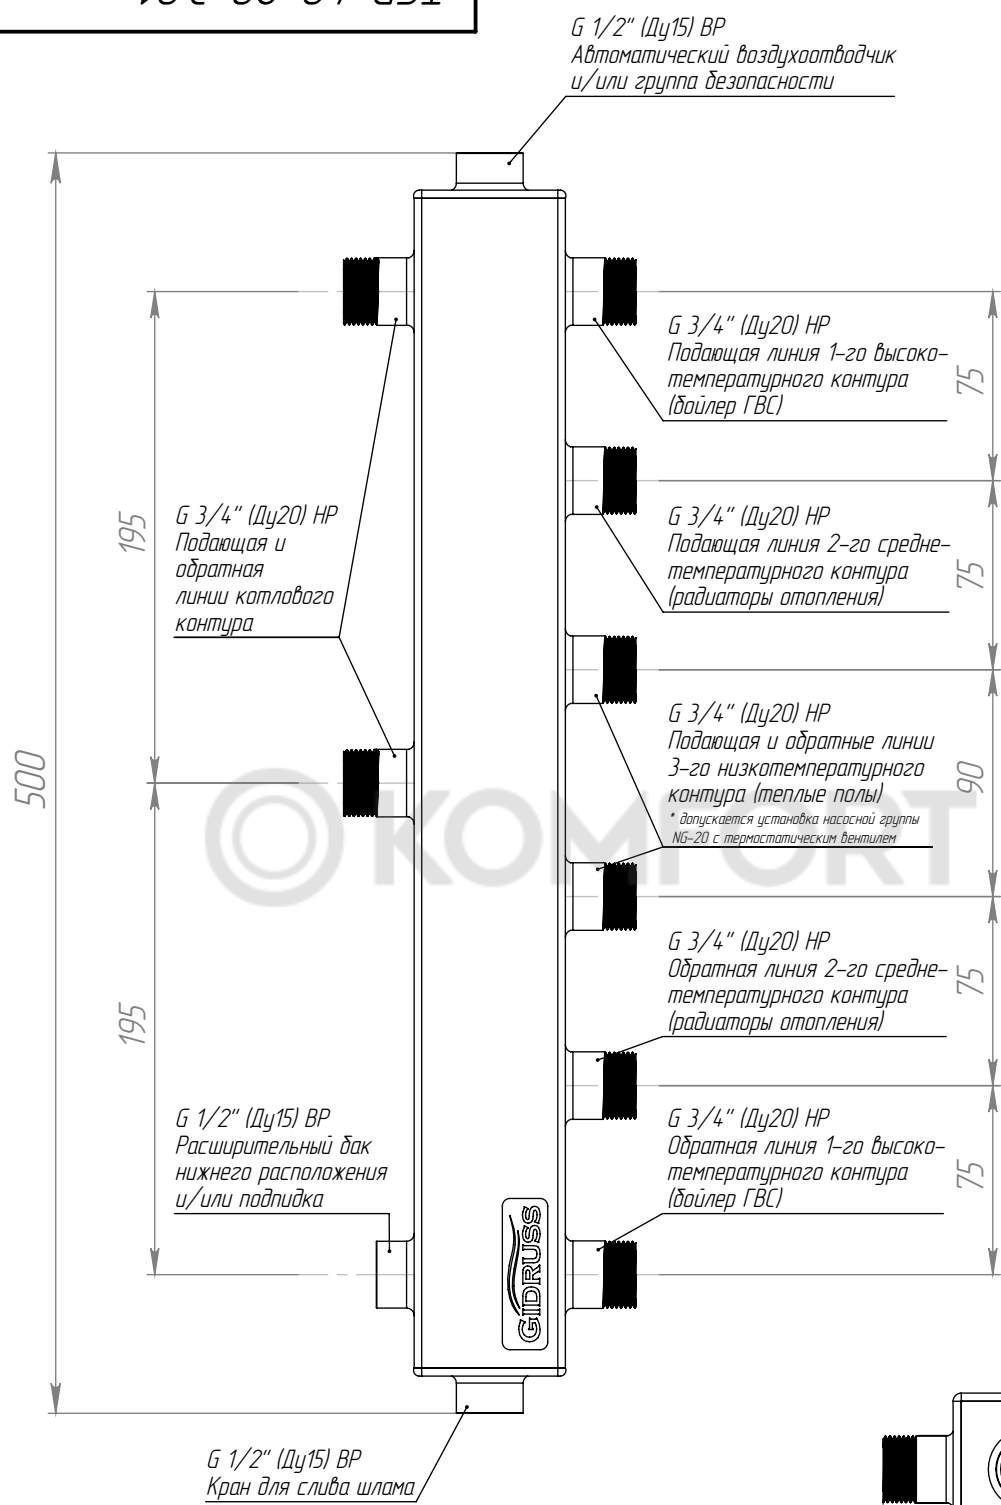 G 1/2" (Ду15) ВР
Автоматический воздухоотводчик
и/или группа безопасности
G 3/4" (Ду20) НР
Подающая линия 1-го высоко-
температурного контура
(бойлер ГВС)
75
G 3/4" (Ду20) НР
Подающая и
обратная
линии котлового
контура
195
G 3/4" (Ду20) НР
Подающая линия 2-го средне-
температурного контура
(радиаторы отопления)
75
G 3/4" (Ду20) НР
Подающая и обратные линии
3-го низкотемпературного
контура (теплые полы)
* допускается установка насосной группы
NG-20 с термостатическим вентилем
90
500
KOMFORT
G 3/4" (Ду20) НР
Обратная линия 2-го средне-
температурного контура
(радиаторы отопления)
75
195
G 1/2" (Ду15) ВР
Расширительный бак
нижнего расположения
и/или подпидка
G 3/4" (Ду20) НР
Обратная линия 1-го высоко-
температурного контура
(бойлер ГВС)
75
GIDRUSS
G 1/2" (Ду15) ВР
Кран для слива шлама